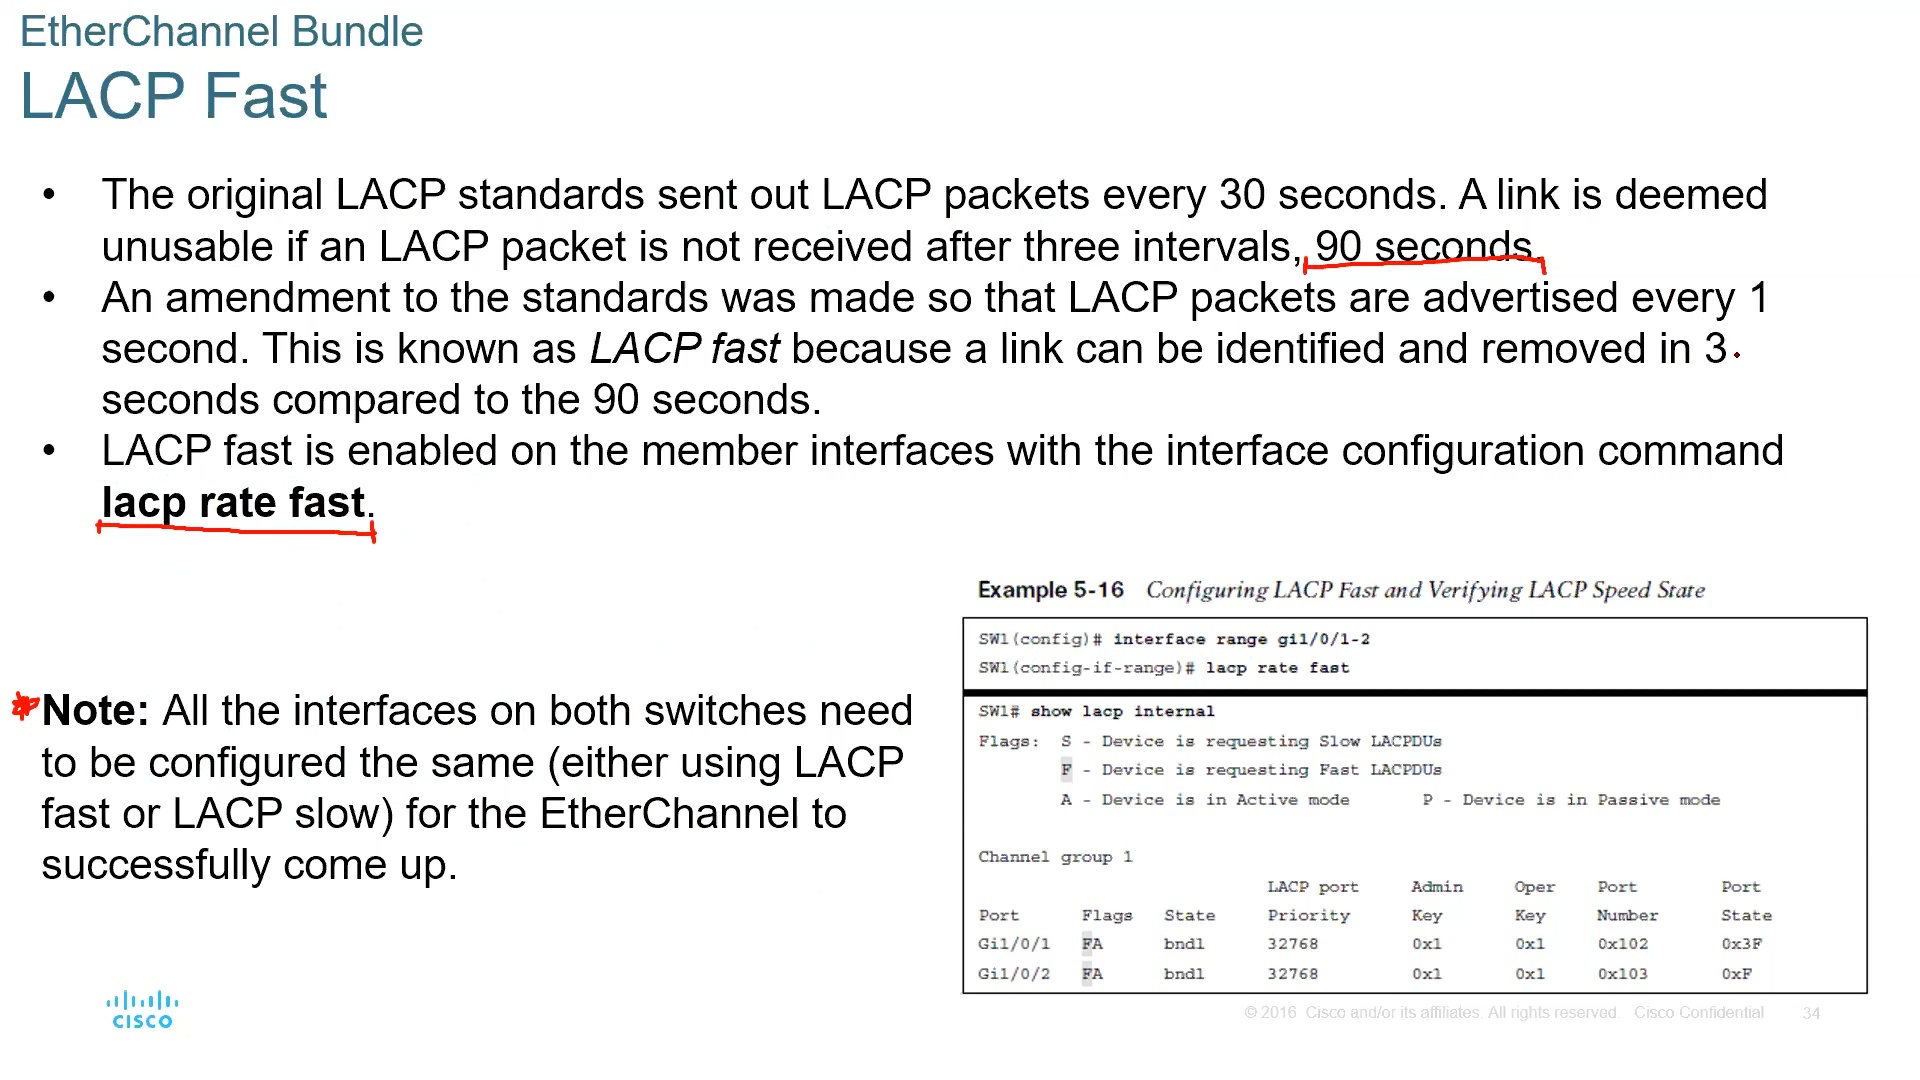 EtherChannel Bundle
LACP Fast
• The original LACP standards sent out LACP packets every 30 seconds. A link is deemed
unusable if an LACP packet is not received after three intervals, 90 seconds.
• An amendment to the standards was made so that LACP packets are advertised every 1
second. This is known as LACP fast because a link can be identified and removed in 3
seconds compared to the 90 seconds.
• LACP fast is enabled on the member interfaces with the interface configuration command
lacp rate fast.
*Note: All the interfaces on both switches need
to be configured the same (either using LACP
fast or LACP slow) for the EtherChannel to
successfully come up.
Example 5-16 Configuring LACP Fast and Verifying LACP Speed State
SW1(config)# interface range gi1/0/1-2
SW1(config-if-range)# lacp rate fast
SW1# show lacp internal
Flags: S - Device is requesting Slow LACPDUs
F - Device is requesting Fast LACPDUs
A - Device is in Active mode P - Device is in Passive mode
Channel group 1
LACP port Admin Oper Port Port
Port Flags State Priority Key Key Number State
Gi1/0/1 FA bndl 32768 0x1 0x1 0x102 0x3F
Gi1/0/2 FA bndl 32768 0x1 0x1 0x103 0xF
CISCO
© 2016 Cisco and/or its affiliates. All rights reserved. Cisco Confidential 34